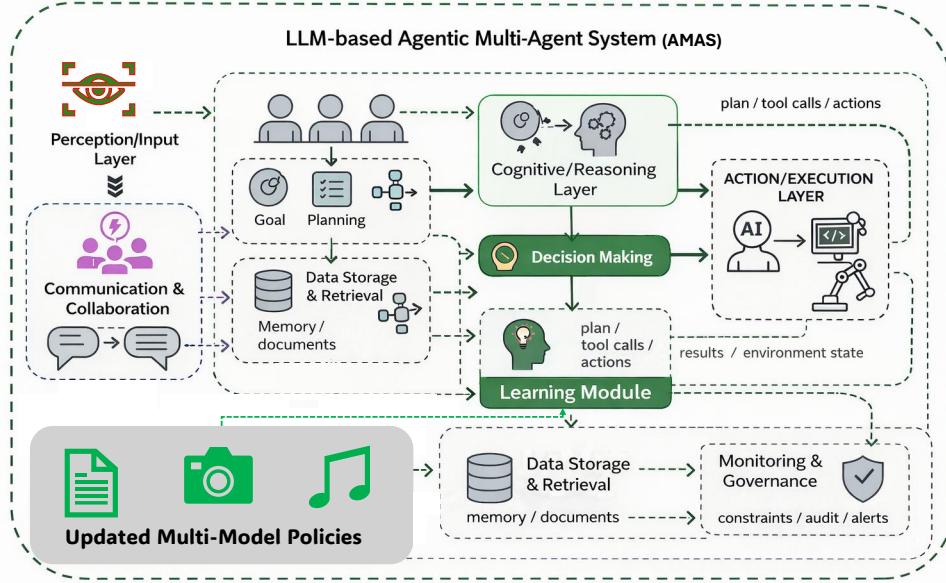 LLM-based Agentic Multi-Agent System (AMAS)
Perception/Input
Layer
plan / tool calls / actions
Cognitive/Reasoning
Layer
Goal
Planning
ACTION/EXECUTION
LAYER
AI
</>
Communication &
Collaboration
Decision Making
Data Storage
& Retrieval
Memory /
documents
plan /
tool calls /
actions
results / environment state
Learning Module
Updated Multi-Model Policies
Data Storage
& Retrieval
memory / documents
Monitoring &
Governance
constraints / audit / alerts